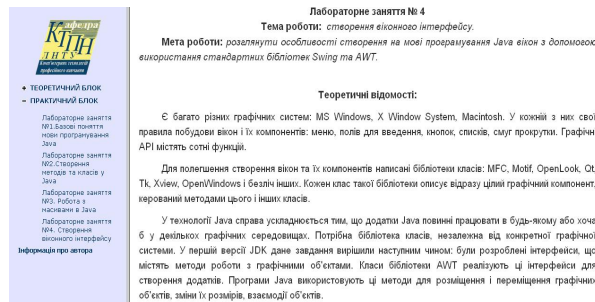 Кафедра
КТПН
ЛНТУ
Комп'ютерних технологій
професійного навчання
ТЕОРЕТИЧНИЙ БЛОК
ПРАКТИЧНИЙ БЛОК
Лабораторне заняття
№1.Базові поняття
мови програмування
Java
Лабораторне заняття
№2.Створення
методів та класів у
Java
Лабораторне заняття
№3. Робота з
масивами в Java
Лабораторне заняття
№4. Створення
віконного інтерфейсу
Інформація про автора
Лабораторне заняття № 4
Тема роботи: створення віконного інтерфейсу.
Мета роботи: розглянути особливості створення на мові програмування Java вікон з допомогою
використання стандартних бібліотек Swing та AWT.
Теоретичні відомості:
Є багато різних графічних систем: MS Windows, X Window System, Macintosh. У кожній з них свої
правила побудови вікон і їх компонентів: меню, полів для введення, кнопок, списків, смуг прокрутки. Графічн
API містять сотні функцій.
Для полегшення створення вікон та їх компонентів написані бібліотеки класів: MFC, Motif, OpenLook, Qt,
Tk, Xview, OpenWindows і безліч інших. Кожен клас такої бібліотеки описує відразу цілий графічний компонент,
керований методами цього і інших класів.
У технології Java справа ускладнюється тим, що додатки Java повинні працювати в будь-якому або хоча
б у декількох графічних середовищах. Потрібна бібліотека класів, незалежна від конкретної графічної
системи. У першій версії JDK дане завдання вирішили наступним чином: були розроблені інтерфейси, що
містять методи роботи з графічними об'єктами. Класи бібліотеки AWT реалізують ці інтерфейси для
створення додатків. Програми Java використовують ці методи для розміщення і переміщення графічних
об'єктів, зміни їх розмірів, взаємодії об'єктів.